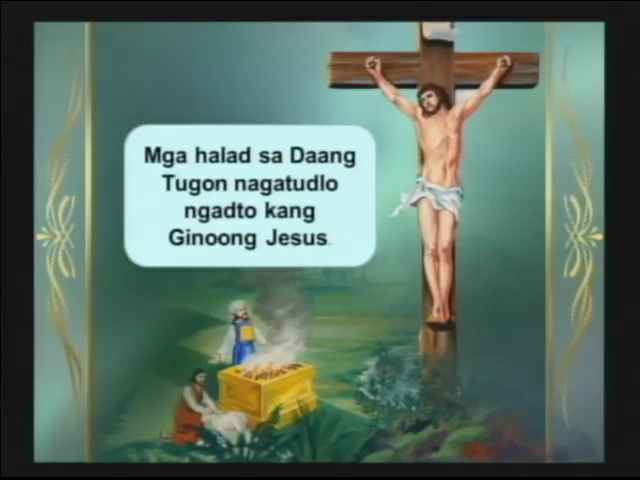 Mga halad sa Daang
Tugon nagatudlo
ngadto kang
Ginoong Jesus.